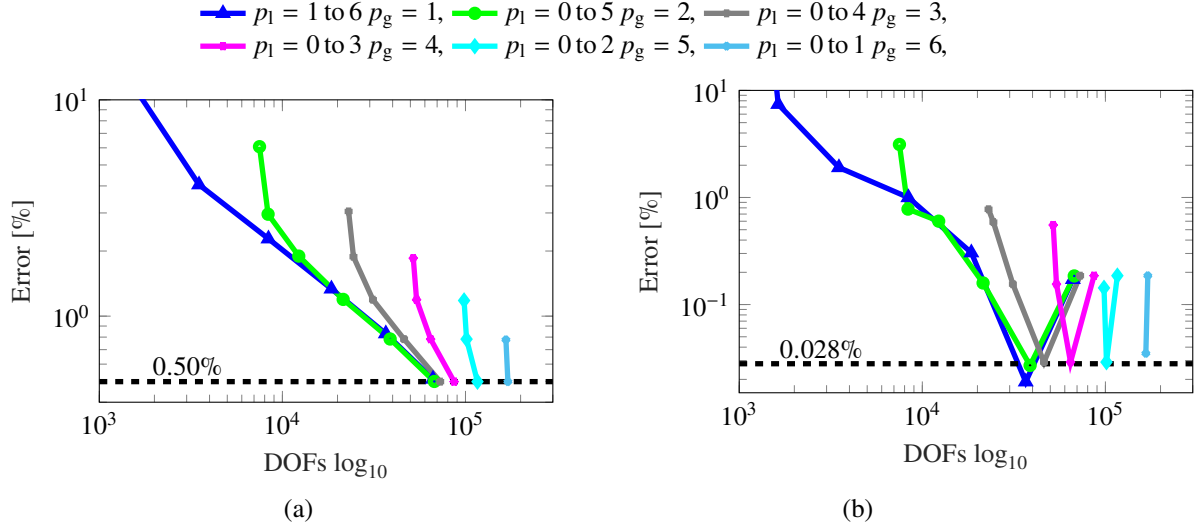 p_l = 1 to 6 p_g = 1, p_l = 0 to 5 p_g = 2, p_l = 0 to 4 p_g = 3,
p_l = 0 to 3 p_g = 4, p_l = 0 to 2 p_g = 5, p_l = 0 to 1 p_g = 6,
10^1
10^0
Error [%]
0.50%
10^3 10^4 10^5
DOFs log_10
(a)
10^1
10^0
10^−1
Error [%]
0.028%
10^3 10^4 10^5
DOFs log_10
(b)